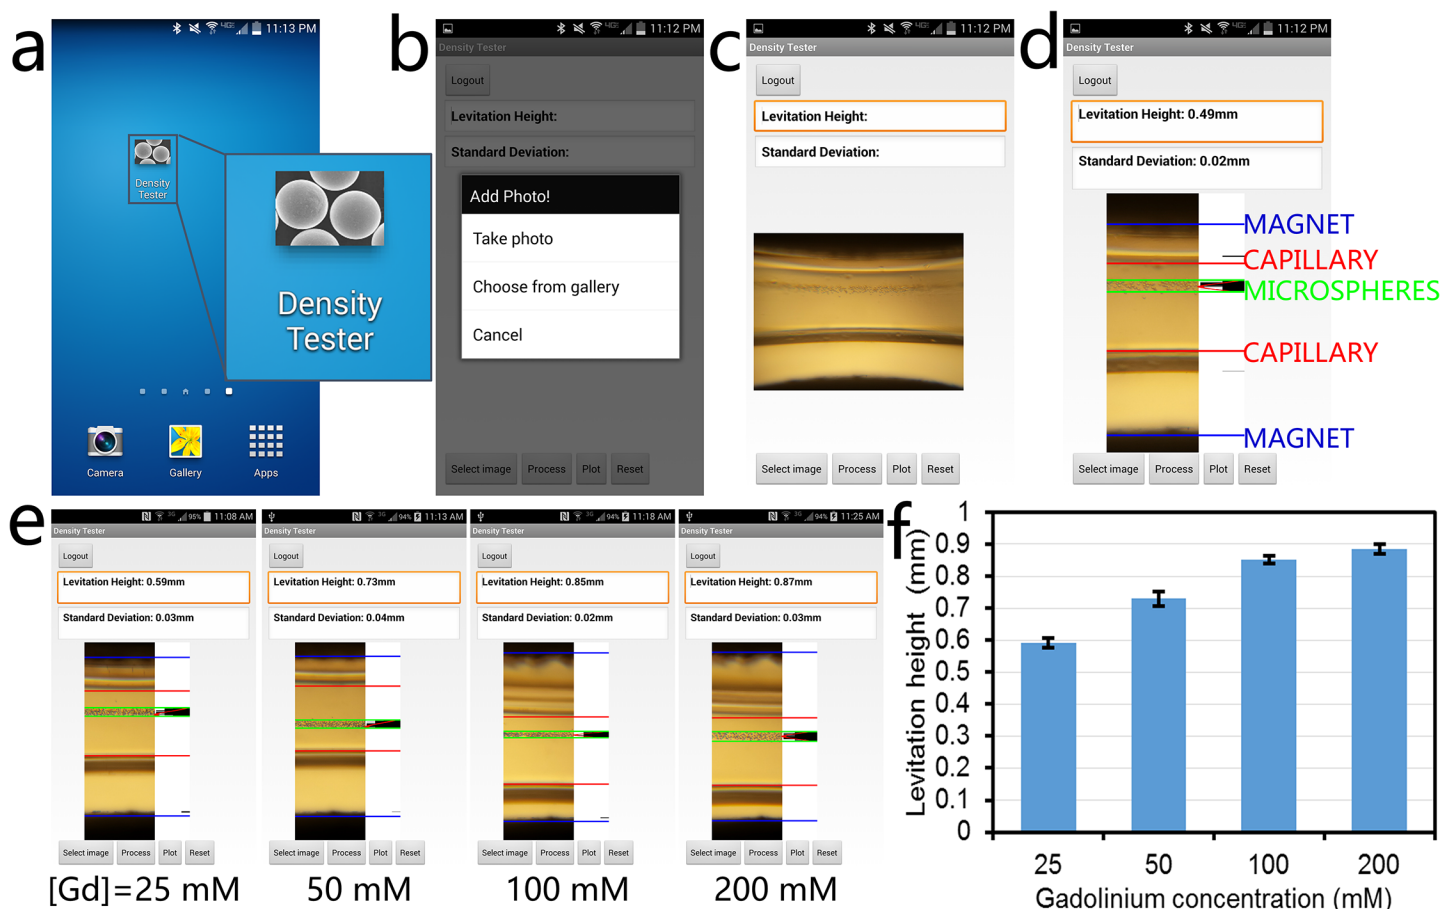 a
11:13 PM
Density
Tester
Density
Tester
Camera
Gallery
Apps
b
11:12 PM
Density Tester
Logout
Levitation Height:
Standard Deviation:
Add Photo!
Take photo
Choose from gallery
Cancel
Select image
Process
Plot
Reset
c
11:12 PM
Density Tester
Logout
Levitation Height:
Standard Deviation:
Select image
Process
Plot
Reset
d
11:12 PM
Density Tester
Logout
Levitation Height: 0.49mm
Standard Deviation: 0.02mm
MAGNET
CAPILLARY
MICROSPHERES
CAPILLARY
MAGNET
Select image
Process
Plot
Reset
e
3G 95% 11:08 AM
Density Tester
Logout
Levitation Height: 0.59mm
Standard Deviation: 0.03mm
Select image
Process
Plot
Reset
[Gd]=25 mM
3G 94% 11:13 AM
Density Tester
Logout
Levitation Height: 0.73mm
Standard Deviation: 0.04mm
Select image
Process
Plot
Reset
50 mM
3G 94% 11:18 AM
Density Tester
Logout
Levitation Height: 0.85mm
Standard Deviation: 0.02mm
Select image
Process
Plot
Reset
100 mM
3G 94% 11:25 AM
Density Tester
Logout
Levitation Height: 0.87mm
Standard Deviation: 0.03mm
Select image
Process
Plot
Reset
200 mM
f
Levitation height (mm)
1
0.9
0.8
0.7
0.6
0.5
0.4
0.3
0.2
0.1
0
25
50
100
200
Gadolinium concentration (mM)